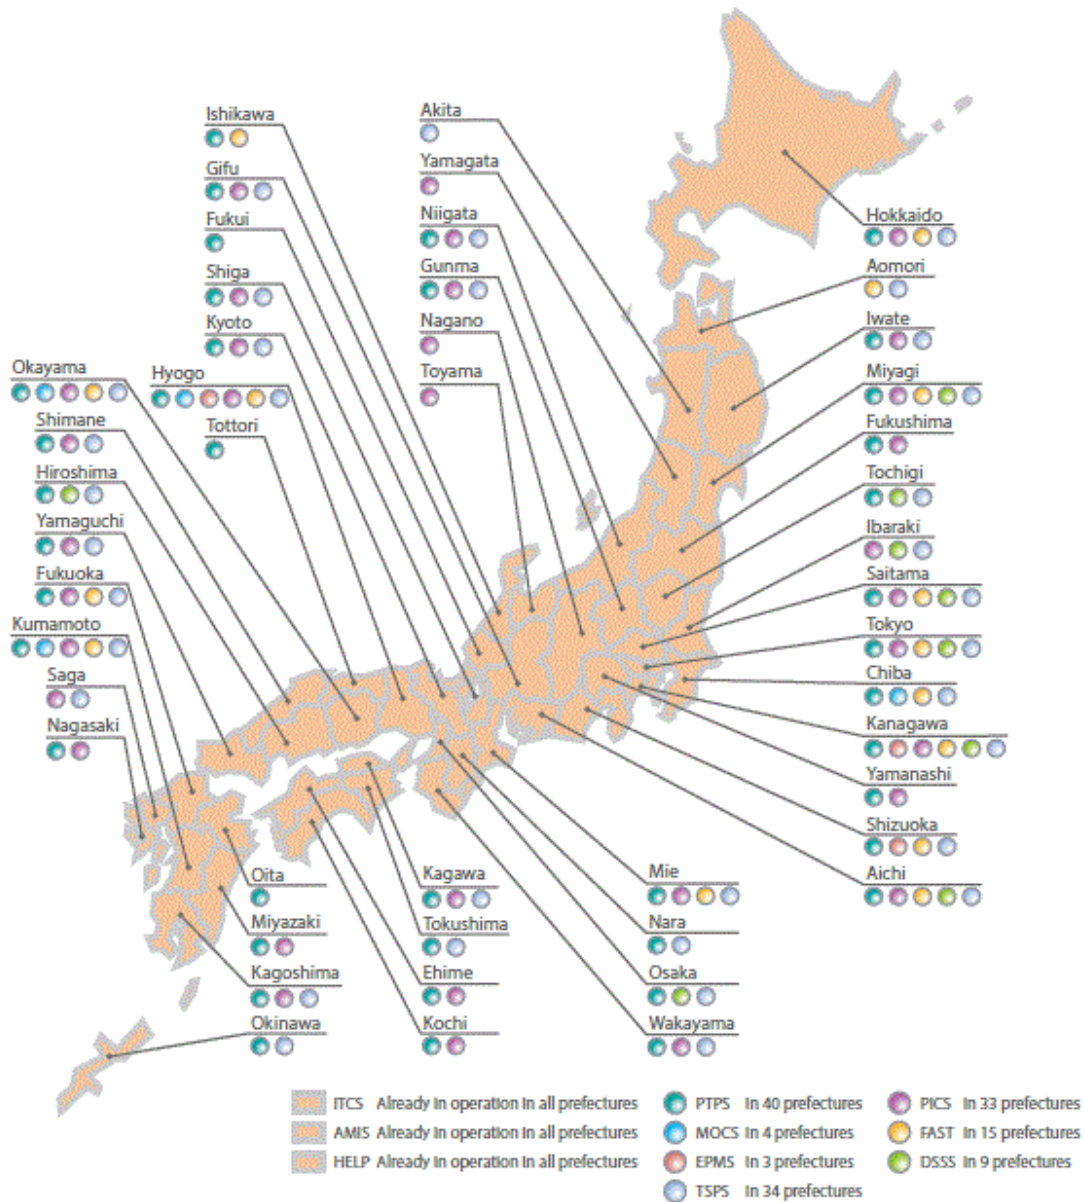 Ishikawa
Gifu
Fukui
Shiga
Kyoto
Okayama
Hyogo
Shimane
Tottori
Hiroshima
Yamaguchi
Fukuoka
Kumamoto
Saga
Nagasaki
Akita
Yamagata
Niigata
Gunma
Nagano
Toyama
Hokkaido
Aomori
Iwate
Miyagi
Fukushima
Tochigi
Ibaraki
Saitama
Tokyo
Chiba
Kanagawa
Yamanashi
Shizuoka
Aichi
Oita
Miyazaki
Kagoshima
Okinawa
Kagawa
Tokushima
Ehime
Kochi
Mie
Nara
Osaka
Wakayama
ITCS Already in operation in all prefectures
AMIS Already in operation in all prefectures
HELP Already in operation in all prefectures
PTPS In 40 prefectures
MOCS In 4 prefectures
EPMS In 3 prefectures
TSPS In 34 prefectures
PICS In 33 prefectures
FAST In 15 prefectures
DSSS In 9 prefectures